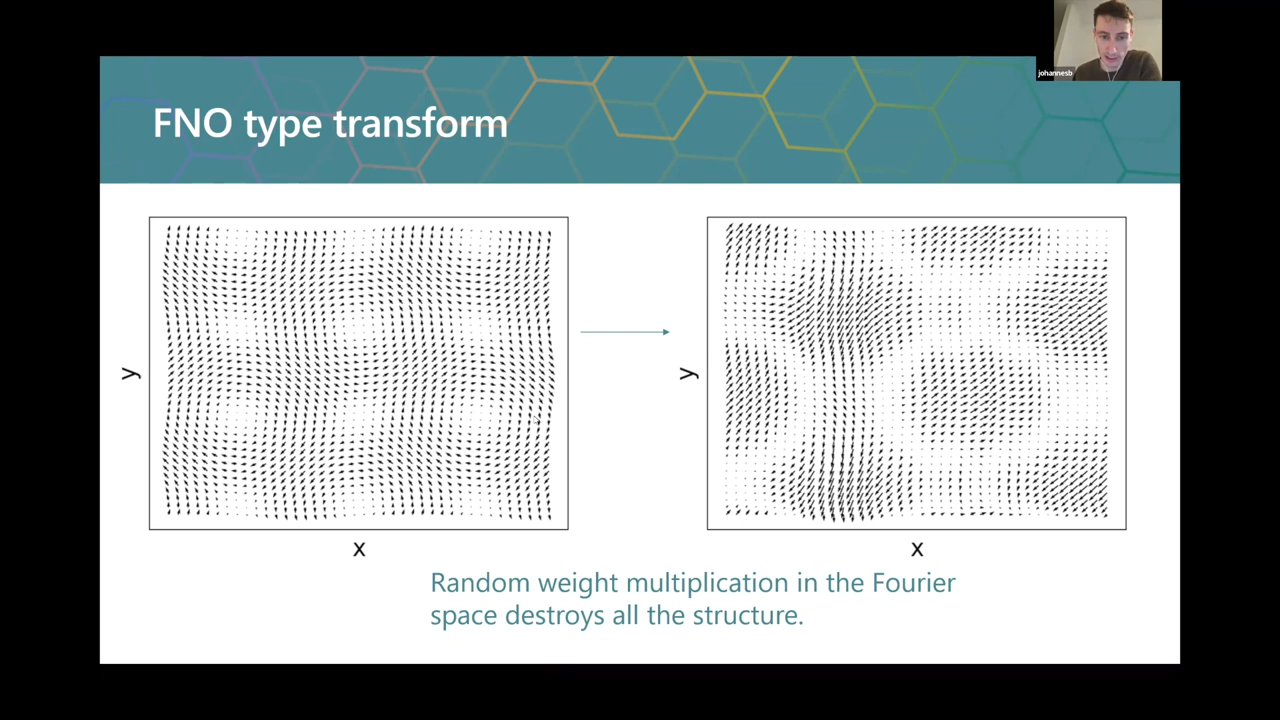 johannesb
FNO type transform
y
x
y
x
Random weight multiplication in the Fourier
space destroys all the structure.